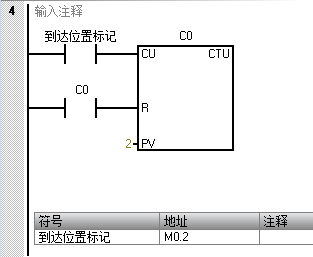 4 输入注释
到达位置标记 C0
CU CTU
C0
R
2 PV
符号 地址 注释
到达位置标记 M0.2